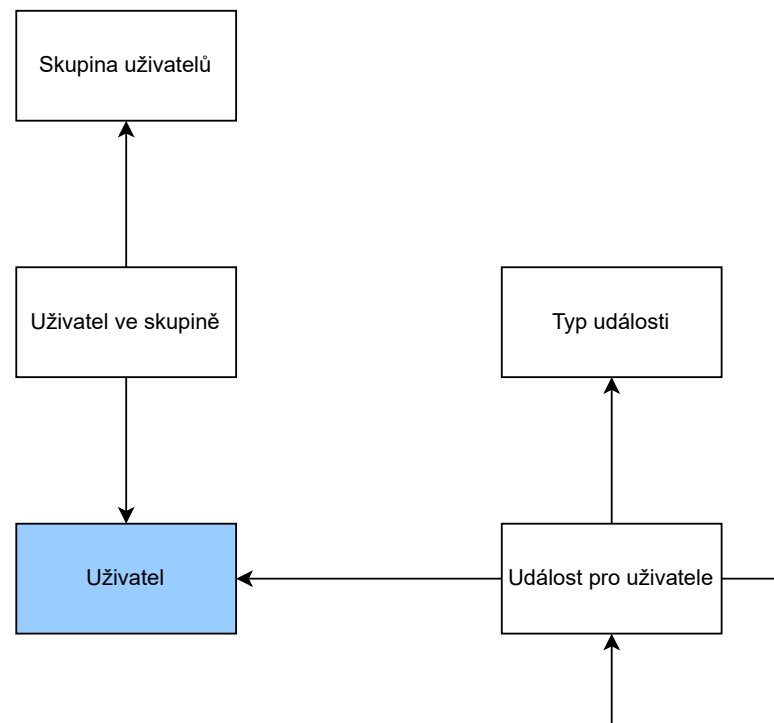 Skupina uživatelů
Uživatel ve skupině
Typ události
Uživatel
Událost pro uživatele